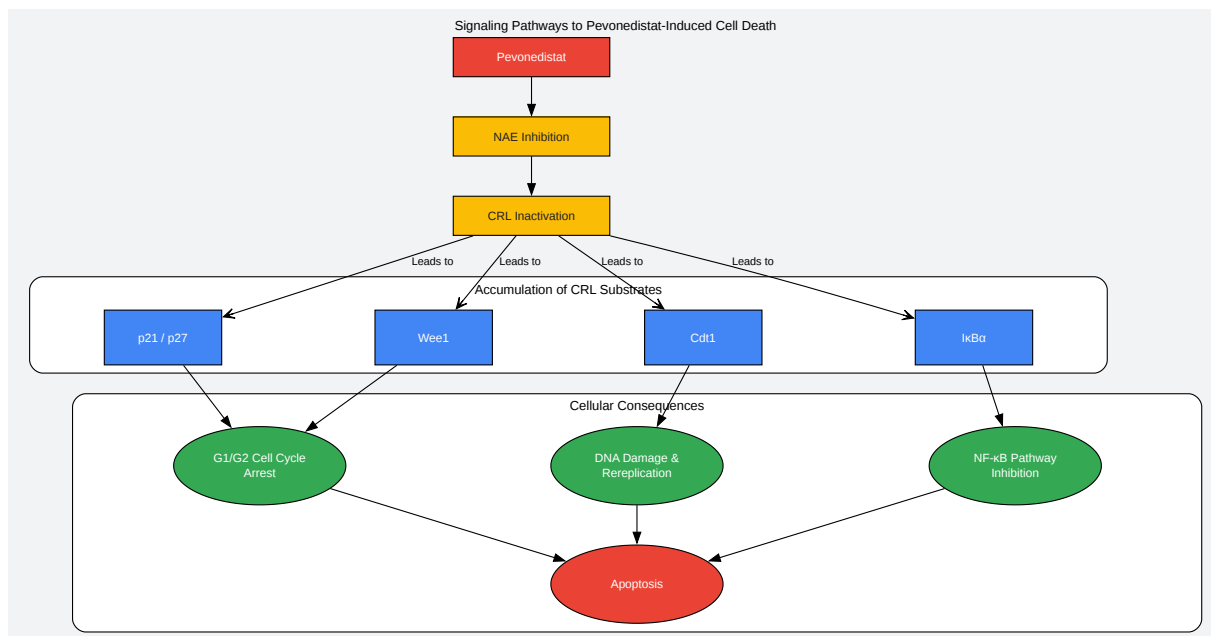 Signaling Pathways to Pevonedistat-Induced Cell Death
Pevonedistat
NAE Inhibition
CRL Inactivation
Leads to
Leads to
Leads to
Leads to
Accumulation of CRL Substrates
p21 / p27
Wee1
Cdt1
IκBα
Cellular Consequences
G1/G2 Cell Cycle
Arrest
DNA Damage &
Rereplication
NF-κB Pathway
Inhibition
Apoptosis